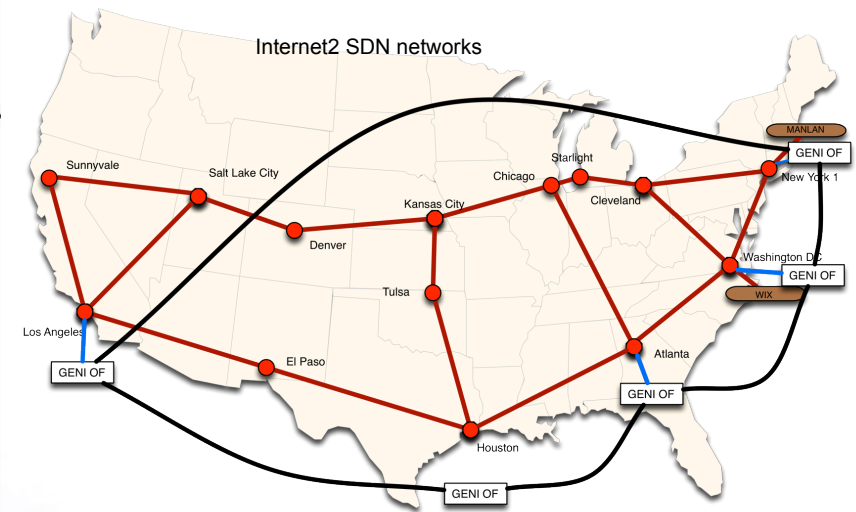 Internet2 SDN networks
MANLAN
GENI OF
Starlight
Sunnyvale
Salt Lake City
Chicago
New York 1
Cleveland
Kansas City
Denver
Washington DC
GENI OF
Tulsa
WIX
Los Angeles
El Paso
Atlanta
GENI OF
GENI OF
Houston
GENI OF